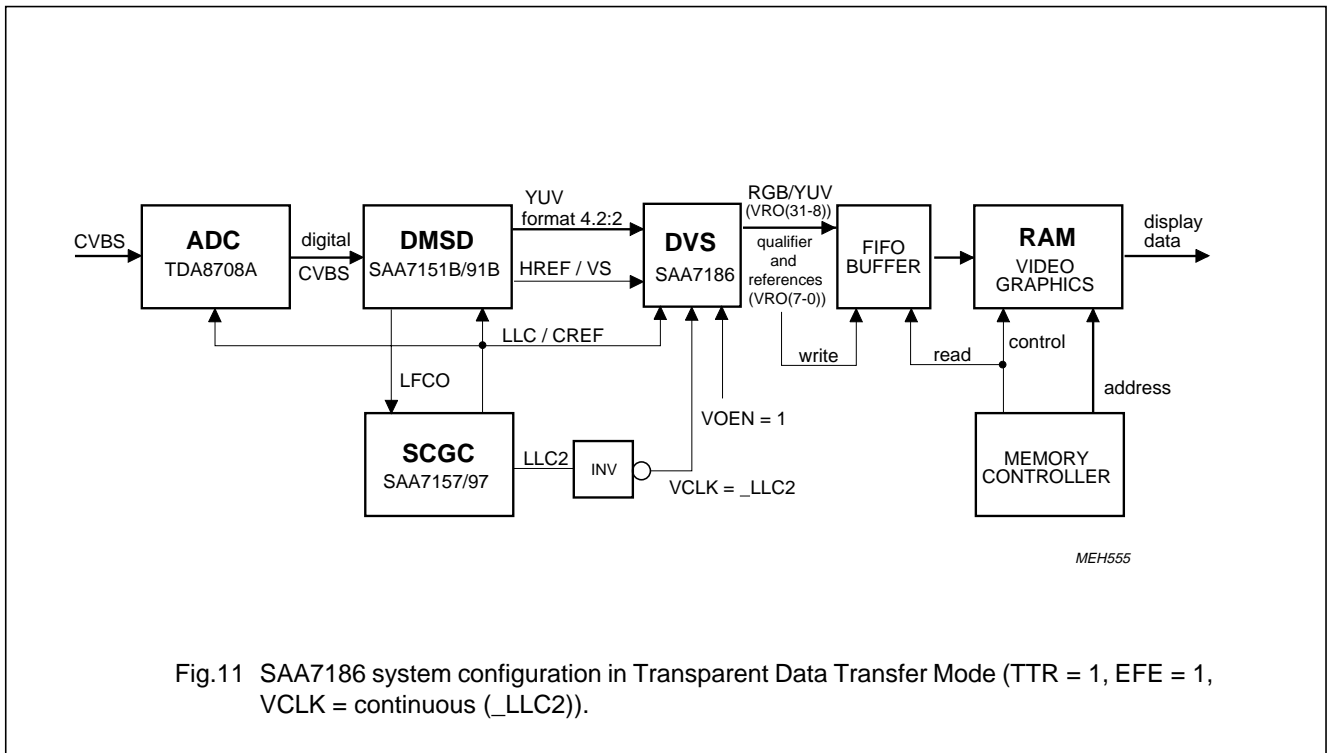 CVBS
ADC
TDA8708A
digital
CVBS
DMSD
SAA7151B/91B
YUV
format 4.2:2
HREF / VS
DVS
SAA7186
RGB/YUV
(VRO(31-8))
qualifier
and
references
(VRO(7-0))
FIFO
BUFFER
RAM
VIDEO
GRAPHICS
display
data
LLC / CREF
write
read
control
LFCO
address
VOEN = 1
SCGC
SAA7157/97
LLC2
INV
VCLK = _LLC2
MEMORY
CONTROLLER
MEH555
Fig.11 SAA7186 system configuration in Transparent Data Transfer Mode (TTR = 1, EFE = 1,
VCLK = continuous (_LLC2)).